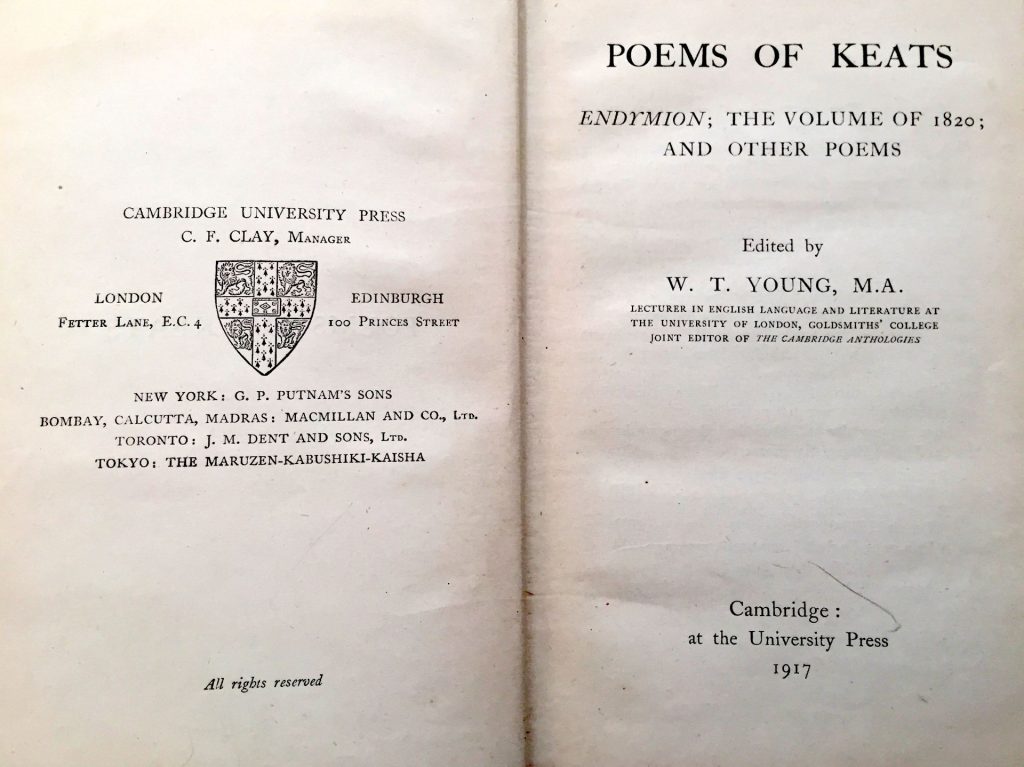 CAMBRIDGE UNIVERSITY PRESS
C. F. CLAY, MANAGER
LONDON
FETTER LANE, E.C. 4
EDINBURGH
100 PRINCES STREET
NEW YORK: G. P. PUTNAM'S SONS
BOMBAY, CALCUTTA, MADRAS: MACMILLAN AND CO., LTD.
TORONTO: J. M. DENT AND SONS, LTD.
TOKYO: THE MARUZEN-KABUSHIKI-KAISHA
All rights reserved
POEMS OF KEATS
ENDYMION; THE VOLUME OF 1820;
AND OTHER POEMS
Edited by
W. T. YOUNG, M.A.
LECTURER IN ENGLISH LANGUAGE AND LITERATURE AT
THE UNIVERSITY OF LONDON, GOLDSMITHS' COLLEGE
JOINT EDITOR OF THE CAMBRIDGE ANTHOLOGIES
Cambridge:
at the University Press
1917